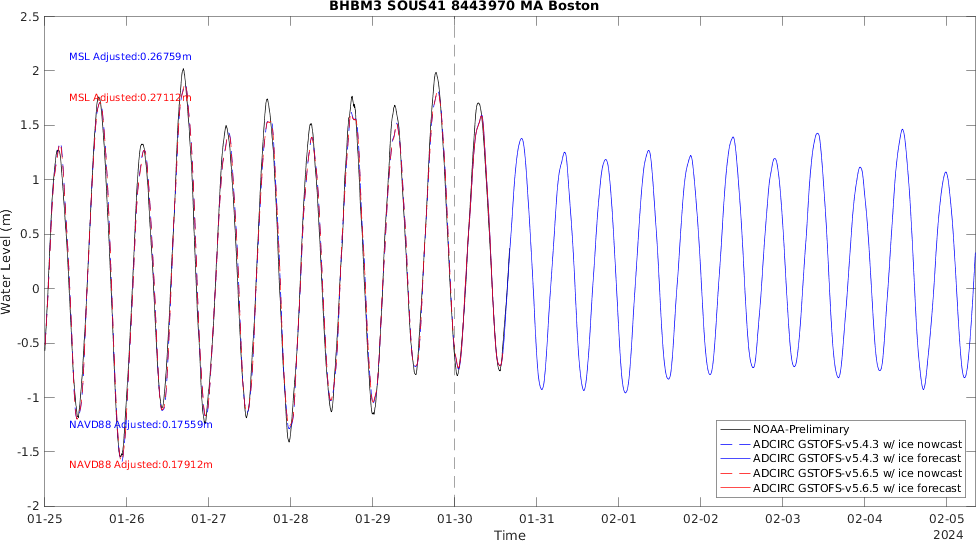 BHBM3 SOUS41 8443970 MA Boston
2.5
2
1.5
1
0.5
0
-0.5
-1
-1.5
-2
Water Level (m)
MSL Adjusted:0.26759m
MSL Adjusted:0.27112m
NAVD88 Adjusted:0.17559m
NAVD88 Adjusted:0.17912m
NOAA-Preliminary
ADCIRC GSTOFS-v5.4.3 w/ ice nowcast
ADCIRC GSTOFS-v5.4.3 w/ ice forecast
ADCIRC GSTOFS-v5.6.5 w/ ice nowcast
ADCIRC GSTOFS-v5.6.5 w/ ice forecast
01-25 01-26 01-27 01-28 01-29 01-30 01-31 02-01 02-02 02-03 02-04 02-05
Time
2024